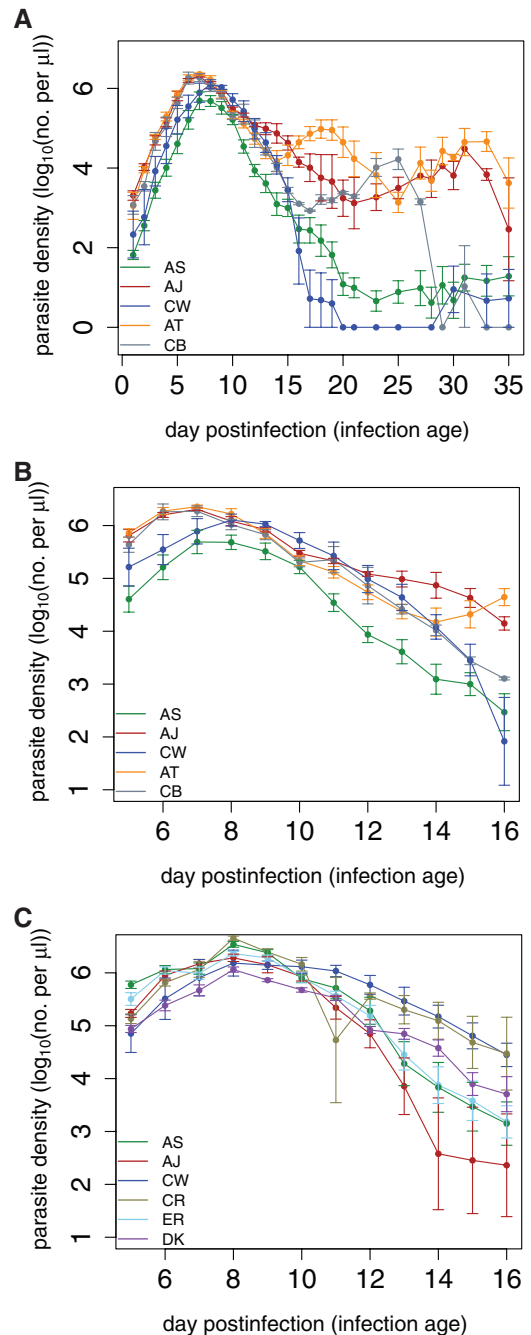 A
parasite density (log10(no. per µl))
6
4
2
0
AS
AJ
CW
AT
CB
0 5 10 15 20 25 30 35
day postinfection (infection age)
B
parasite density (log10(no. per µl))
6
5
4
3
2
1
AS
AJ
CW
AT
CB
6 8 10 12 14 16
day postinfection (infection age)
C
parasite density (log10(no. per µl))
6
5
4
3
2
1
AS
AJ
CW
CR
ER
DK
6 8 10 12 14 16
day postinfection (infection age)